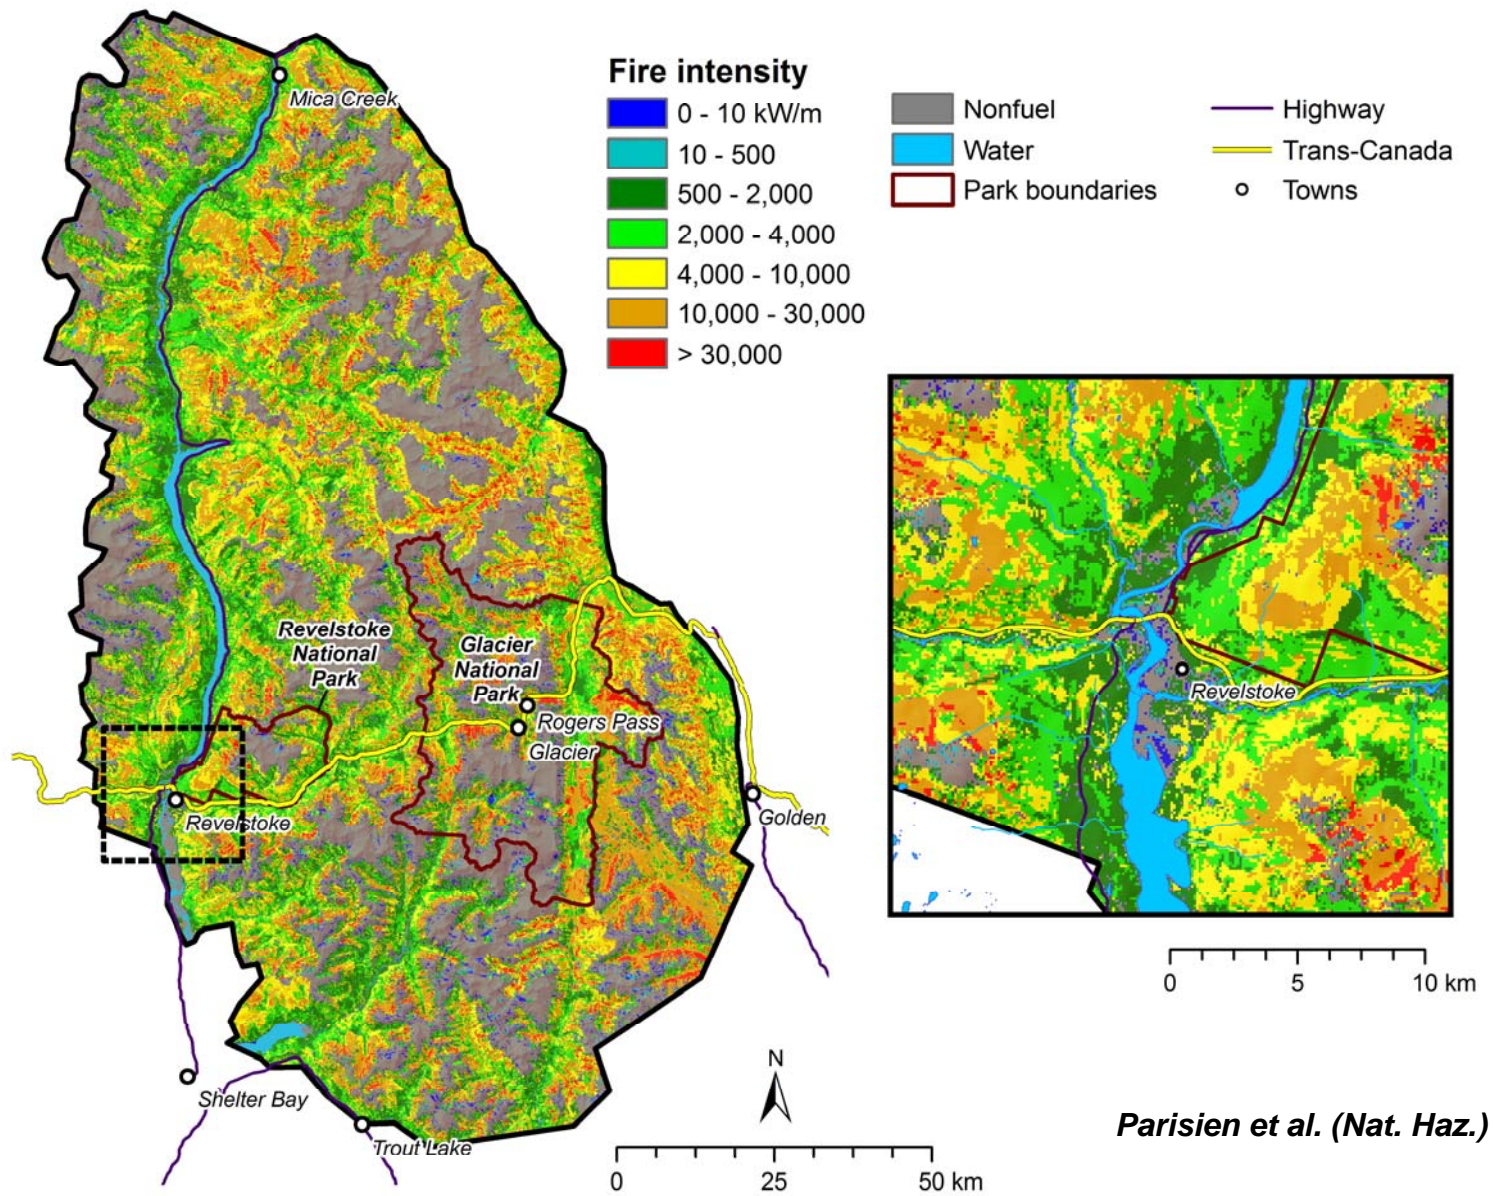 Mica Creek
Revelstoke
National
Park
Glacier
National
Park
Rogers Pass
Glacier
Revelstoke
Golden
Shelter Bay
Trout Lake
Fire intensity
0 - 10 kW/m
10 - 500
500 - 2,000
2,000 - 4,000
4,000 - 10,000
10,000 - 30,000
> 30,000
Nonfuel
Water
Park boundaries
Highway
Trans-Canada
Towns
Revelstoke
0 5 10 km
N
0 25 50 km
Parisien et al. (Nat. Haz.)